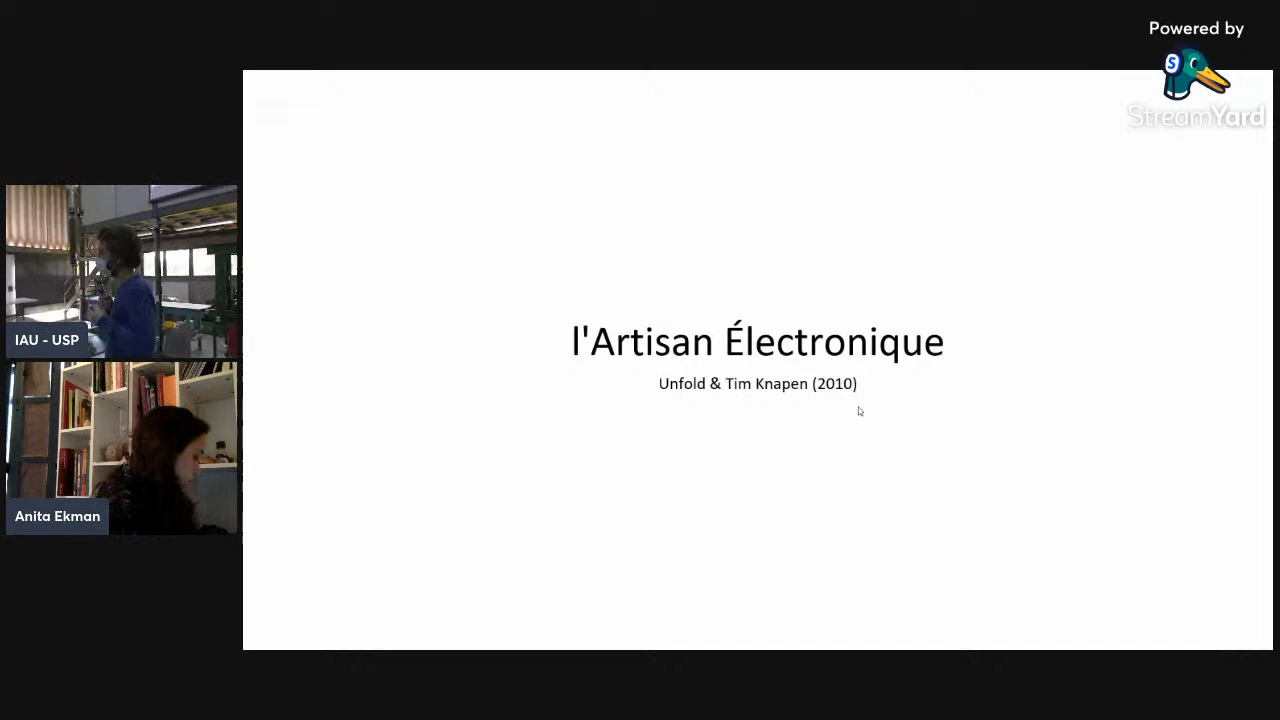 Powered by
StreamYard
l'Artisan Électronique
Unfold & Tim Knapen (2010)
IAU - USP
Anita Ekman